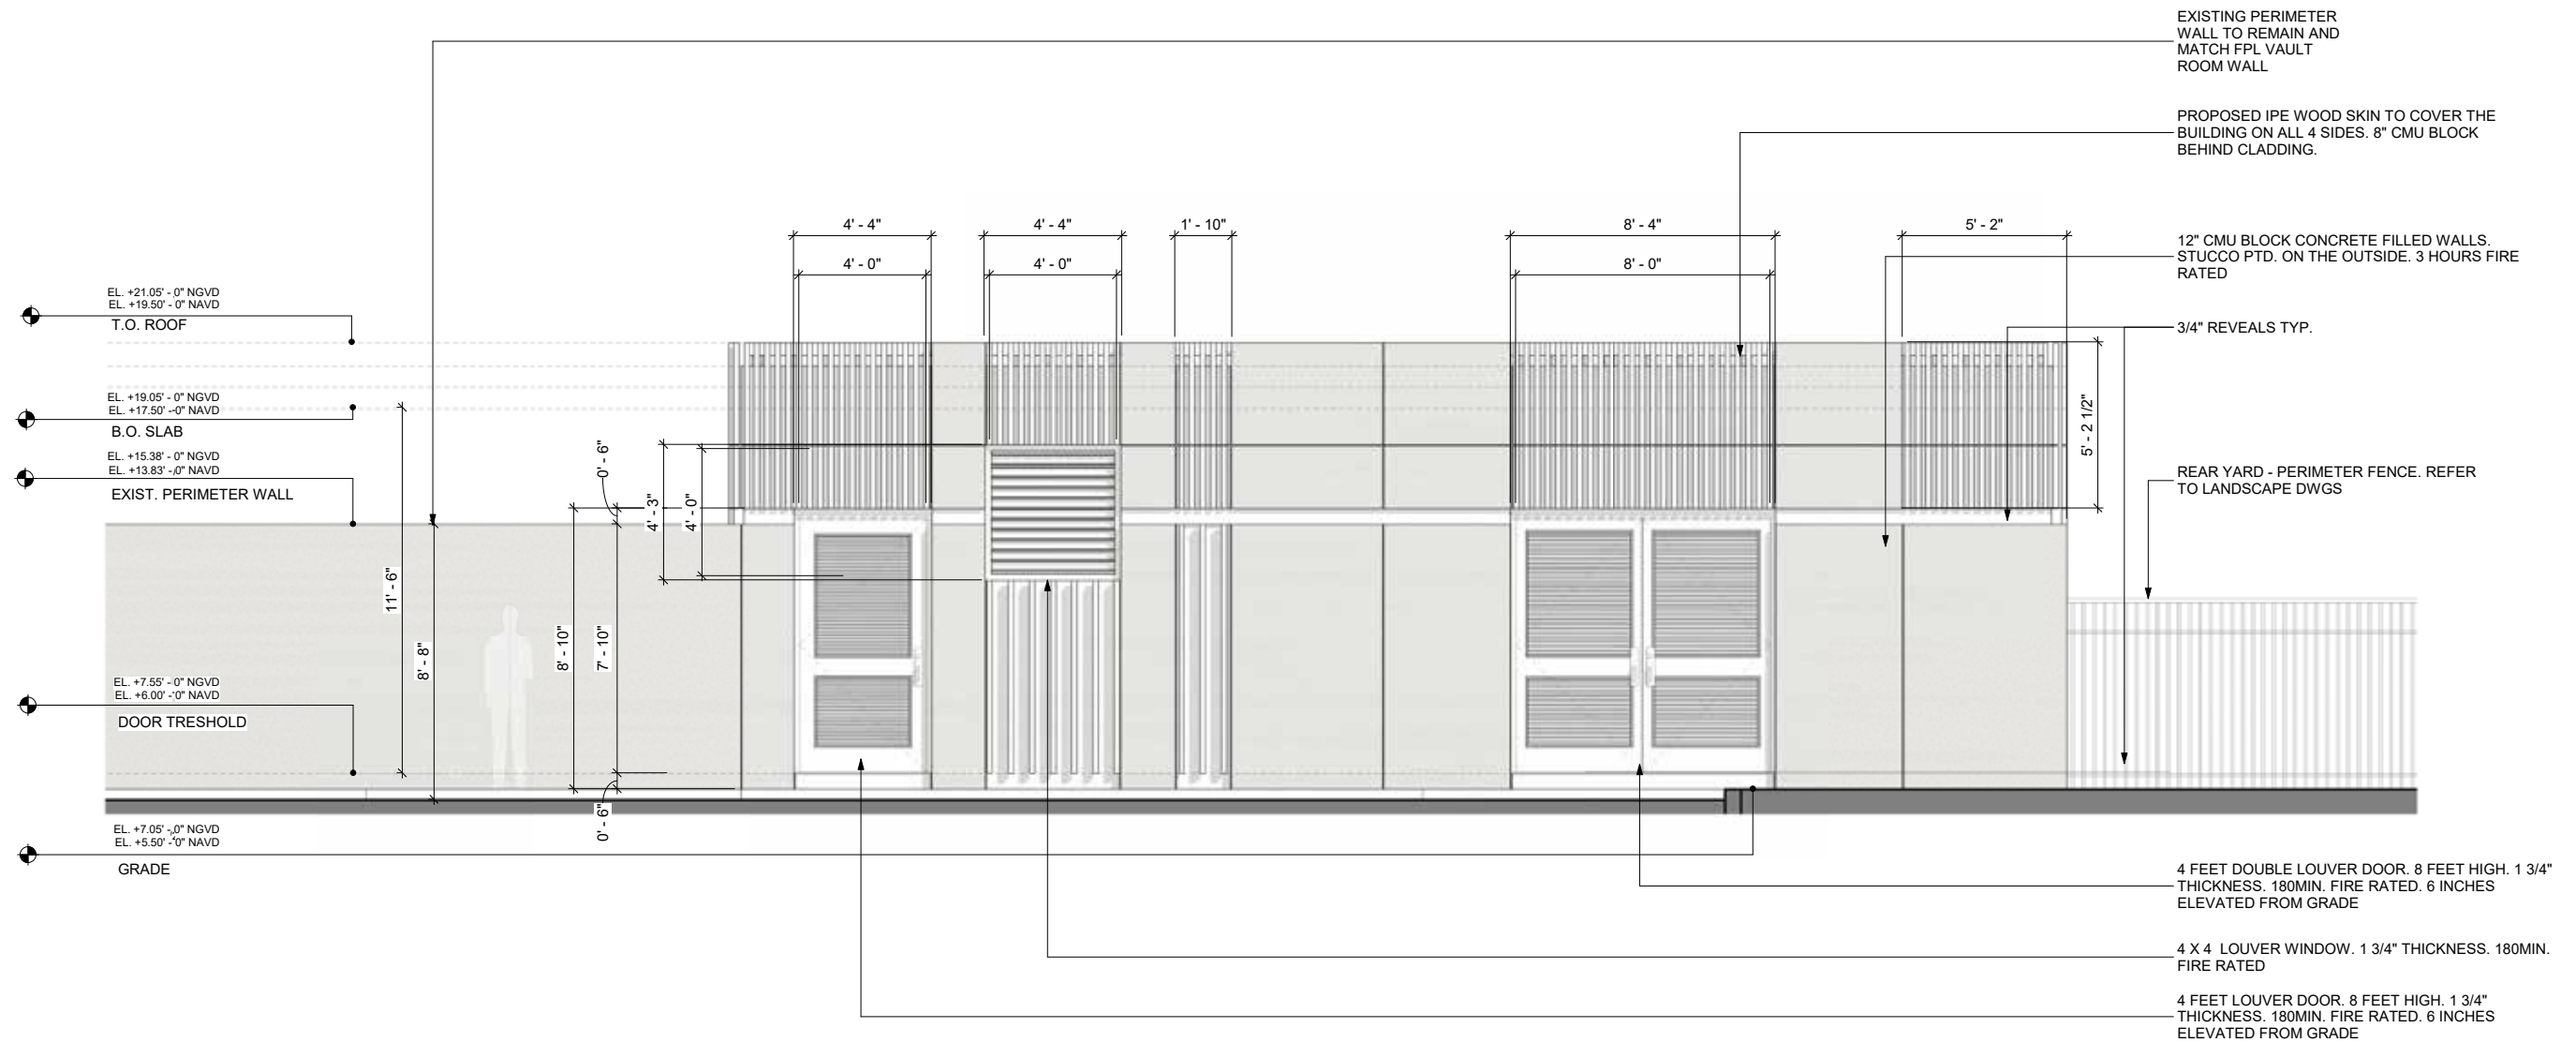 EXISTING PERIMETER
WALL TO REMAIN AND
MATCH FPL VAULT
ROOM WALL
PROPOSED IPE WOOD SKIN TO COVER THE
BUILDING ON ALL 4 SIDES. 8" CMU BLOCK
BEHIND CLADDING.
4' - 4"
4' - 4"
1' - 10"
8' - 4"
5' - 2"
4' - 0"
4' - 0"
8' - 0"
12" CMU BLOCK CONCRETE FILLED WALLS.
STUCCO PTD. ON THE OUTSIDE. 3 HOURS FIRE
RATED
3/4" REVEALS TYP.
EL. +21.05' - 0" NGVD
EL. +19.50' - 0" NAVD
T.O. ROOF
EL. +19.05' - 0" NGVD
EL. +17.50' - 0" NAVD
B.O. SLAB
EL. +15.38' - 0" NGVD
EL. +13.83' - 0" NAVD
EXIST. PERIMETER WALL
0' - 6"
4' - 3"
4' - 0"
5' - 2 1/2"
REAR YARD - PERIMETER FENCE. REFER
TO LANDSCAPE DWGS
11' - 6"
8' - 8"
8' - 10"
7' - 10"
EL. +7.55' - 0" NGVD
EL. +6.00' - 0" NAVD
DOOR TRESHOLD
0' - 6"
EL. +7.05' - 0" NGVD
EL. +5.50' - 0" NAVD
GRADE
4 FEET DOUBLE LOUVER DOOR. 8 FEET HIGH. 1 3/4"
THICKNESS. 180MIN. FIRE RATED. 6 INCHES
ELEVATED FROM GRADE
4 X 4 LOUVER WINDOW. 1 3/4" THICKNESS. 180MIN.
FIRE RATED
4 FEET LOUVER DOOR. 8 FEET HIGH. 1 3/4"
THICKNESS. 180MIN. FIRE RATED. 6 INCHES
ELEVATED FROM GRADE